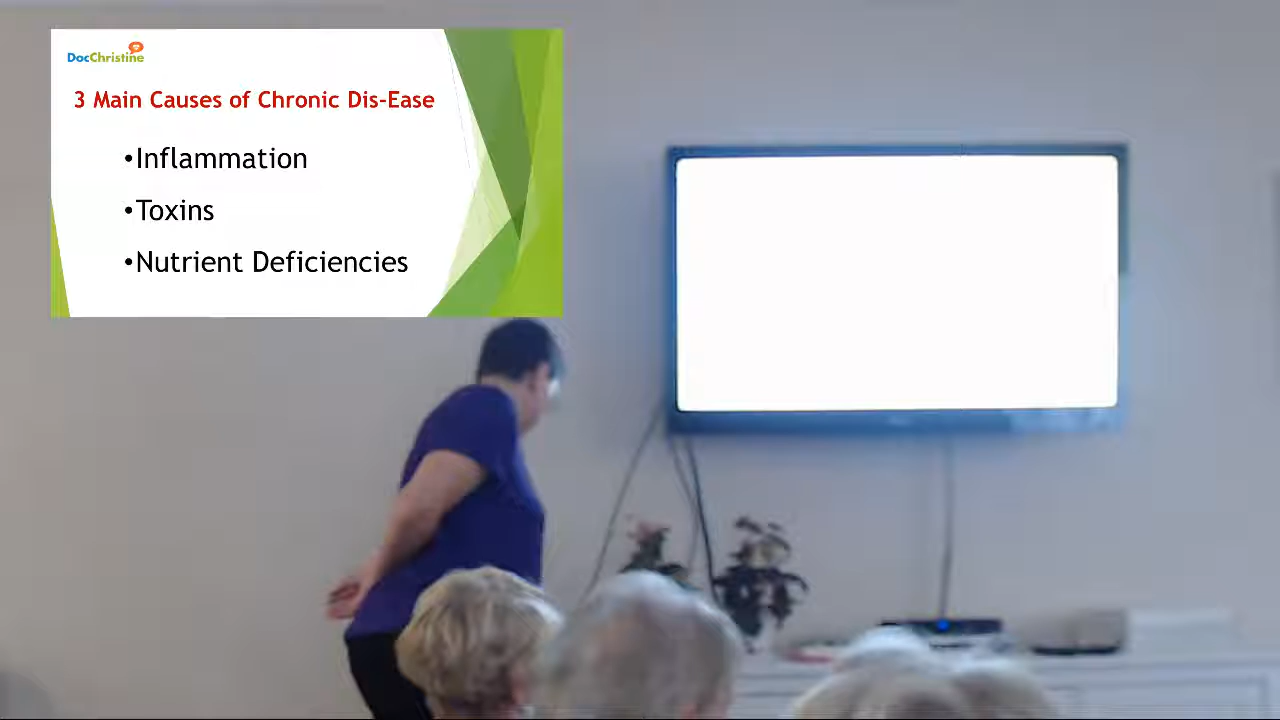 DocChristine
3 Main Causes of Chronic Dis-Ease
•Inflammation
•Toxins
•Nutrient Deficiencies